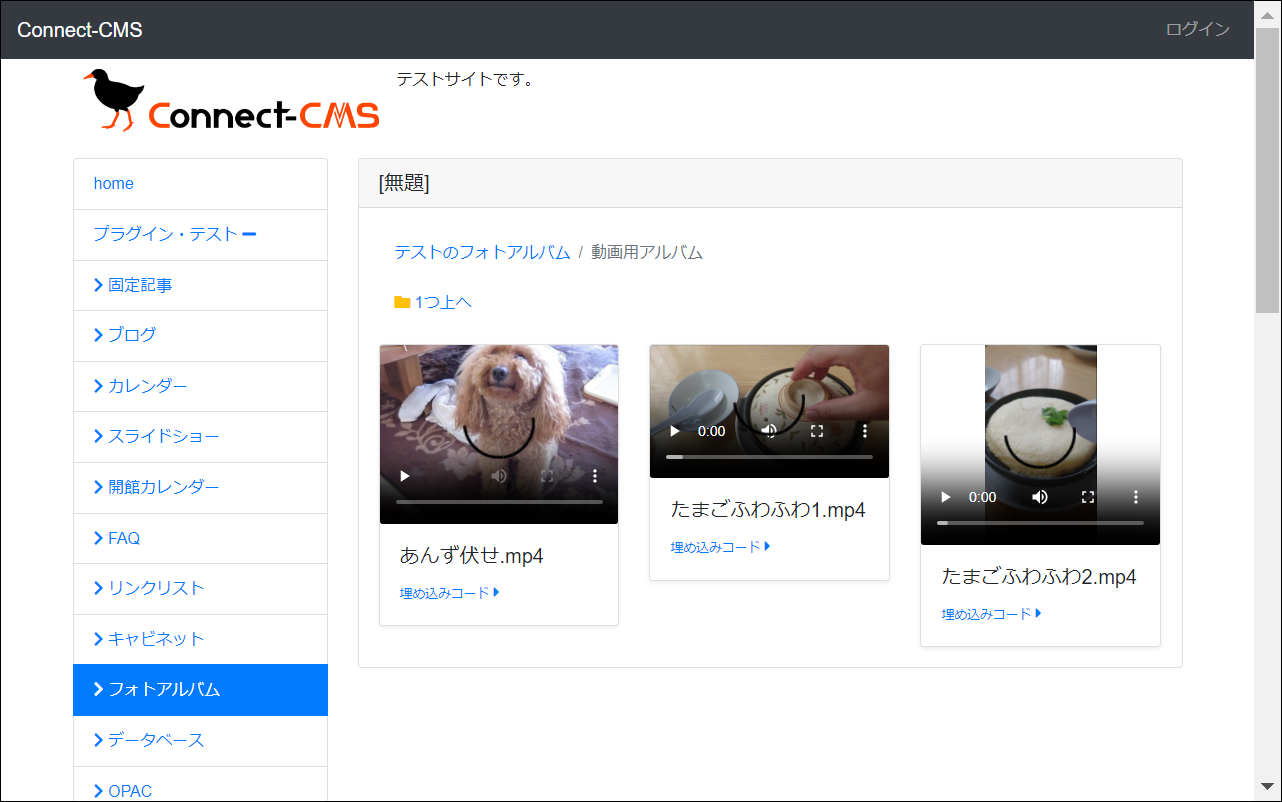 Connect-CMS
ログイン
Connect-CMS
テストサイトです。
home
プラグイン・テスト
固定記事
ブログ
カレンダー
スライドショー
開館カレンダー
FAQ
リンクリスト
キャビネット
フォトアルバム
データベース
OPAC
[無題]
テストのフォトアルバム / 動画用アルバム
1つ上へ
あんず伏せ.mp4
埋め込みコード
0:00
たまごふわふわ1.mp4
埋め込みコード
0:00
たまごふわふわ2.mp4
埋め込みコード